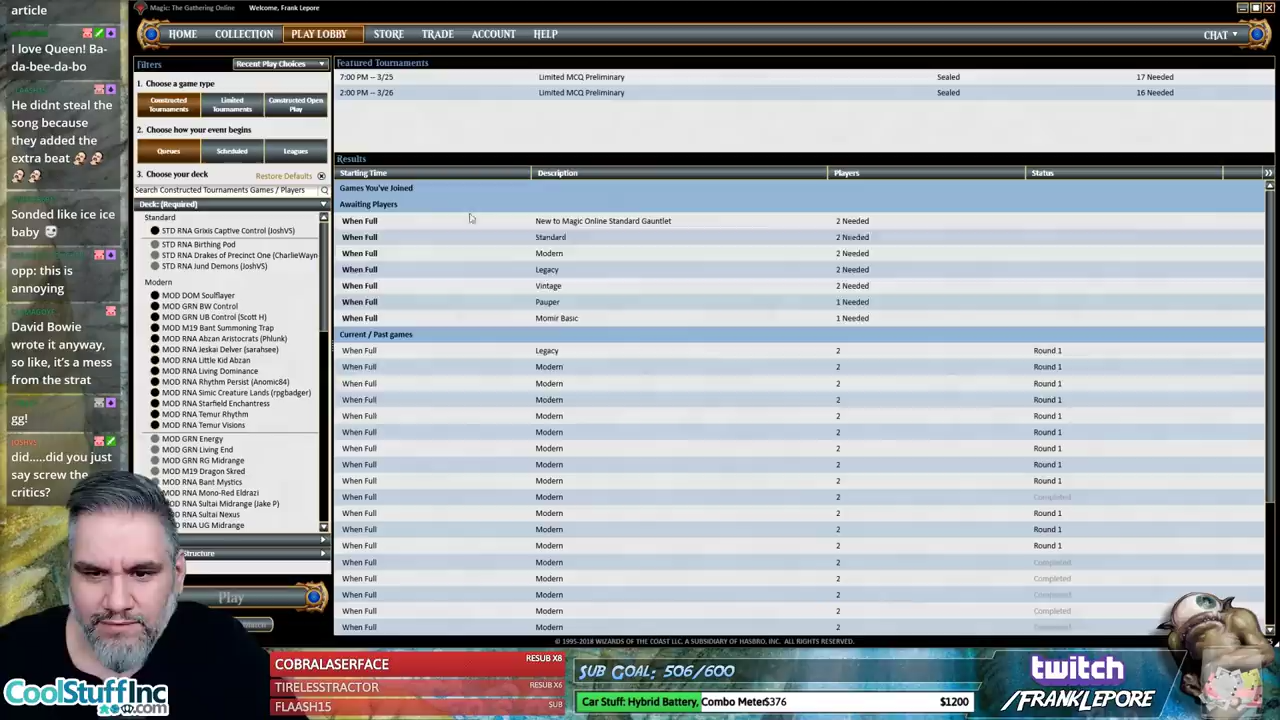 article
I love Queen! Ba-
da-bee-da-bo
He didnt steal the
song because
they added the
extra beat
Sonded like ice ice
baby
opp: this is
annoying
David Bowie
wrote it anyway,
so like, it's a mess
from the strat
gg!
JOSHVS
did.....did you just
say screw the
critics?
Magic: The Gathering Online Welcome, Frank Lepore
HOME COLLECTION PLAY LOBBY STORE TRADE ACCOUNT HELP CHAT
Filters Recent Play Choices
1. Choose a game type
Constructed Tournaments Limited Tournaments Constructed Open Play
2. Choose how your event begins
Queues Scheduled Leagues
3. Choose your deck Restore Defaults
Search Constructed Tournaments Games / Players
Deck: (Required)
Standard
STD RNA Grixis Captive Control (JoshVS)
STD RNA Birthing Pod
STD RNA Drakes of Precinct One (CharlieWayn
STD RNA Jund Demons (JoshVS)
Modern
MOD DOM Soulflayer
MOD GRN BW Control
MOD GRN UB Control (Scott H)
MOD M19 Bant Summoning Trap
MOD RNA Abzan Aristocrats (Phlunk)
MOD RNA Jeskai Delver (sarahsee)
MOD RNA Little Kid Abzan
MOD RNA Living Dominance
MOD RNA Rhythm Persist (Anomic84)
MOD RNA Simic Creature Lands (rpgbadger)
MOD RNA Starfield Enchantress
MOD RNA Temur Rhythm
MOD RNA Temur Visions
MOD GRN Energy
MOD GRN Living End
MOD GRN RG Midrange
MOD M19 Dragon Skred
MOD RNA Bant Mystics
MOD RNA Mono-Red Eldrazi
MOD RNA Sultai Midrange (Jake P)
RNA Sultai Nexus
RNA UG Midrange
Structure
Play
Featured Tournaments
7:00 PM -- 3/25 Limited MCQ Preliminary Sealed 17 Needed
2:00 PM -- 3/26 Limited MCQ Preliminary Sealed 16 Needed
Results
Starting Time Description Players Status
Games You've Joined
Awaiting Players
When Full New to Magic Online Standard Gauntlet 2 Needed
When Full Standard 2 Needed
When Full Modern 2 Needed
When Full Legacy 2 Needed
When Full Vintage 2 Needed
When Full Pauper 1 Needed
When Full Momir Basic 1 Needed
Current / Past games
When Full Legacy 2 Round 1
When Full Modern 2 Round 1
When Full Modern 2 Round 1
When Full Modern 2 Round 1
When Full Modern 2 Round 1
When Full Modern 2 Round 1
When Full Modern 2 Round 1
When Full Modern 2 Round 1
When Full Modern 2 Round 1
When Full Modern 2 Completed
When Full Modern 2 Round 1
When Full Modern 2 Round 1
When Full Modern 2 Round 1
When Full Modern 2 Completed
When Full Modern 2 Completed
When Full Modern 2 Completed
When Full Modern 2 Completed
When Full Modern 2
© 1995-2018 WIZARDS OF THE COAST LLC, A SUBSIDIARY OF HASBRO, INC. ALL RIGHTS RESERVED.
CoolStuffInc
.com
COBRALASERFACE RESUB X8
TIRELESSTRACTOR RESUB X6
FLAASH15 SUB
SUB GOAL: 506/600
Car Stuff: Hybrid Battery, Combo Meter $376 $1200
twitch
/FRANKLEPORE